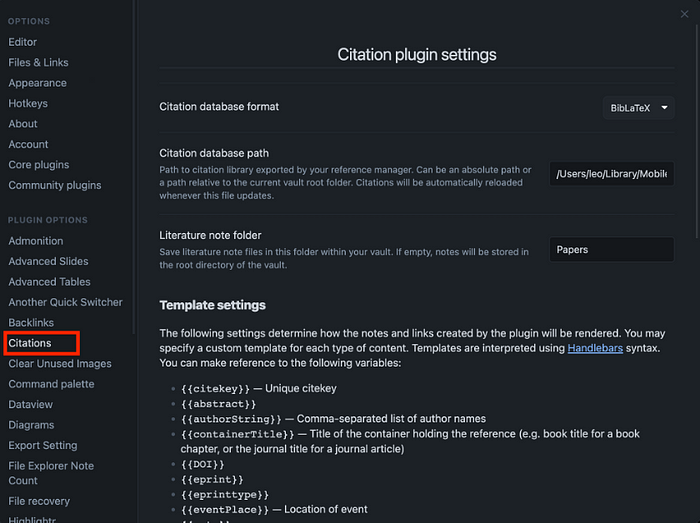 OPTIONS
Editor
Files & Links
Appearance
Hotkeys
About
Account
Core plugins
Community plugins
PLUGIN OPTIONS
Admonition
Advanced Slides
Advanced Tables
Another Quick Switcher
Backlinks
Citations
Clear Unused Images
Command palette
Dataview
Diagrams
Export Setting
File Explorer Note
Count
File recovery
Highlightr
Citation plugin settings
Citation database format
BibLaTeX
Citation database path
Path to citation library exported by your reference manager. Can be an absolute path or
a path relative to the current vault root folder. Citations will be automatically reloaded
whenever this file updates.
/Users/leo/Library/Mobile
Literature note folder
Save literature note files in this folder within your vault. If empty, notes will be stored in
the root directory of the vault.
Papers
Template settings
The following settings determine how the notes and links created by the plugin will be rendered. You may
specify a custom template for each type of content. Templates are interpreted using Handlebars syntax.
You can make reference to the following variables:
• {{citekey}} — Unique citekey
• {{abstract}}
• {{authorString}} — Comma-separated list of author names
• {{containerTitle}} — Title of the container holding the reference (e.g. book title for a book
chapter, or the journal title for a journal article)
• {{DOI}}
• {{eprint}}
• {{eprinttype}}
• {{eventPlace}} — Location of event